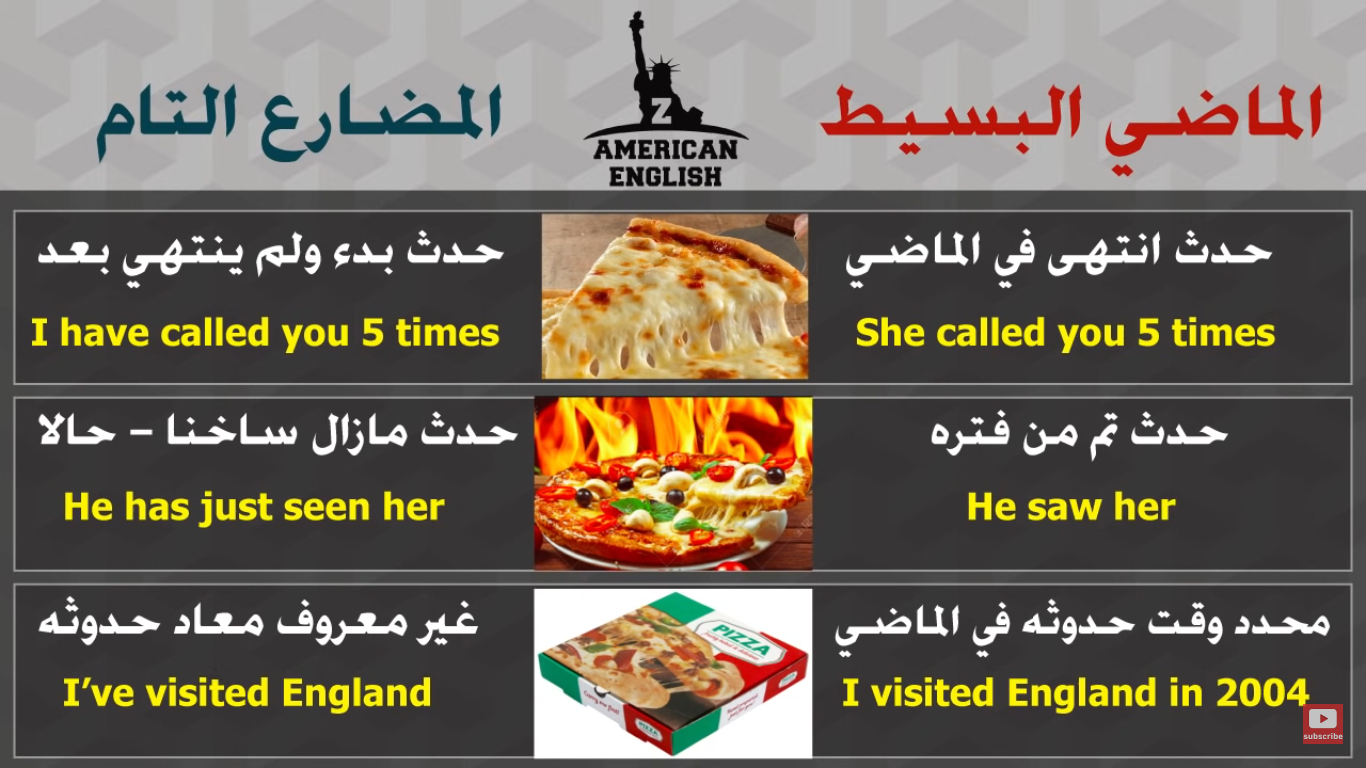 الماضي البسيط
Z
AMERICAN
ENGLISH
المضارع التام
حدث انتهى في الماضي
She called you 5 times
حدث بدء ولم ينتهي بعد
I have called you 5 times
حدث تم من فتره
He saw her
حدث مازال ساخنا – حالا
He has just seen her
محدد وقت حدوثه في الماضي
I visited England in 2004
غير معروف معاد حدوثه
I've visited England
PIZZA
PIZZA
subscribe